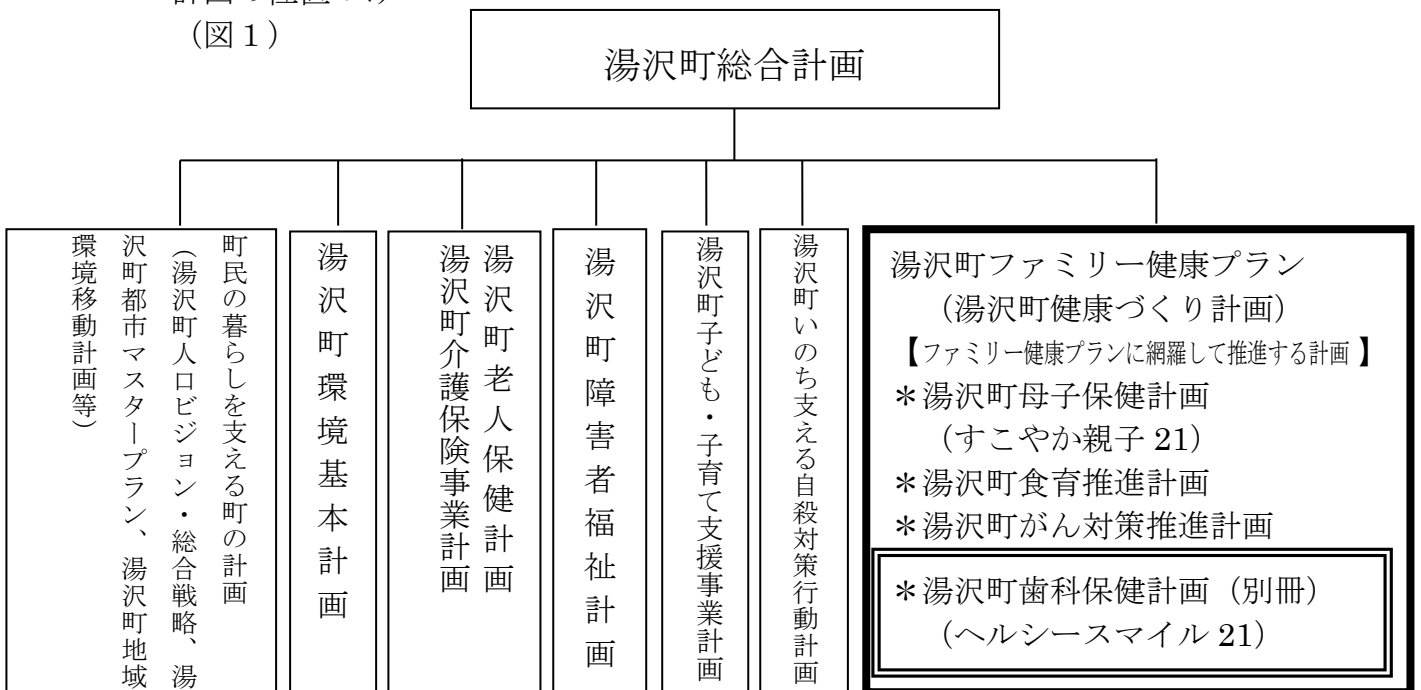 （図１）
湯沢町総合計画
町民の暮らしを支える町の計画
（湯沢町人口ビジョン・総合戦略、湯
沢町都市マスタープラン、湯沢町地域
環境移動計画等）
湯沢町環境基本計画
湯沢町老人保健計画
湯沢町介護保険事業計画
湯沢町障害者福祉計画
湯沢町子ども・子育て支援事業計画
湯沢町いのち支える自殺対策行動計画
湯沢町ファミリー健康プラン
（湯沢町健康づくり計画）
【ファミリー健康プランに網羅して推進する計画】
＊湯沢町母子保健計画
（すこやか親子 21）
＊湯沢町食育推進計画
＊湯沢町がん対策推進計画
＊湯沢町歯科保健計画（別冊）
（ヘルシースマイル 21）